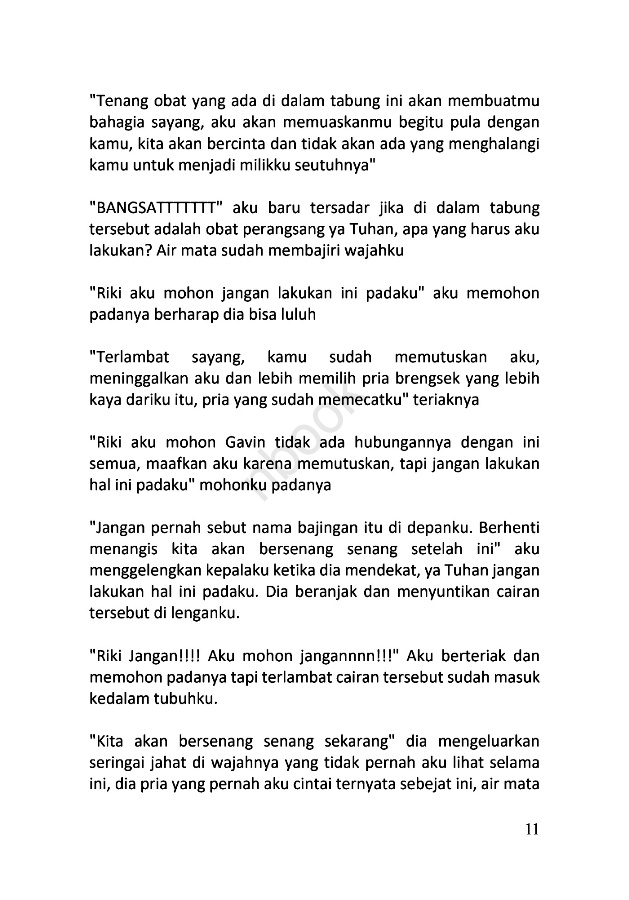 "Tenang obat yang ada di dalam tabung ini akan membuatmu
bahagia sayang, aku akan memuaskanmu begitu pula dengan
kamu, kita akan bercinta dan tidak akan ada yang menghalangi
kamu untuk menjadi milikku seutuhnya"
"BANGSATTTTTTT" aku baru tersadar jika di dalam tabung
tersebut adalah obat perangsang ya Tuhan, apa yang harus aku
lakukan? Air mata sudah membajiri wajahku
"Riki aku mohon jangan lakukan ini padaku" aku memohon
padanya berharap dia bisa luluh
"Terlambat sayang, kamu sudah memutuskan aku,
meninggalkan aku dan lebih memilih pria brengsek yang lebih
kaya dariku itu, pria yang sudah memecatku" teriaknya
"Riki aku mohon Gavin tidak ada hubungannya dengan ini
semua, maafkan aku karena memutuskan, tapi jangan lakukan
hal ini padaku" mohonku padanya
"Jangan pernah sebut nama bajingan itu di depanku. Berhenti
menangis kita akan bersenang senang setelah ini" aku
menggelengkan kepalaku ketika dia mendekat, ya Tuhan jangan
lakukan hal ini padaku. Dia beranjak dan menyuntikan cairan
tersebut di lenganku.
"Riki Jangan!!!! Aku mohon jangannnn!!!" Aku berteriak dan
memohon padanya tapi terlambat cairan tersebut sudah masuk
kedalam tubuhku.
"Kita akan bersenang senang sekarang" dia mengeluarkan
seringai jahat di wajahnya yang tidak pernah aku lihat selama
ini, dia pria yang pernah aku cintai ternyata sebejat ini, air mata
11